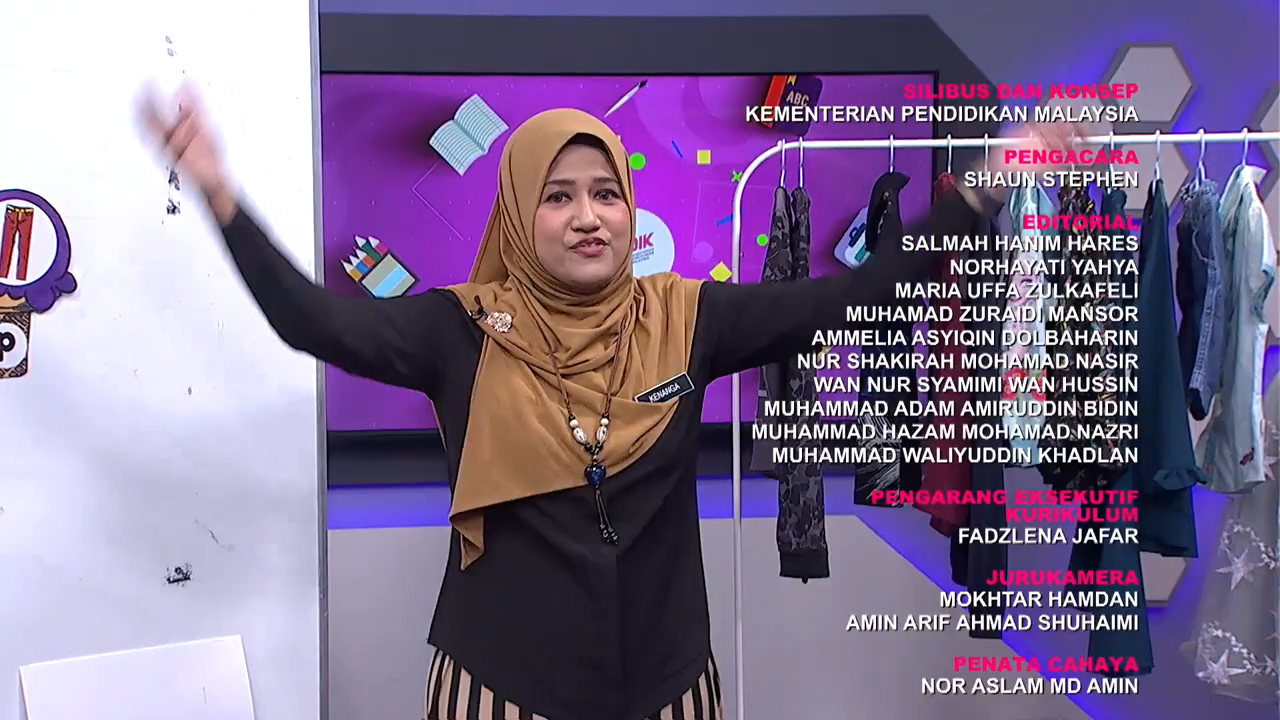 SILIBUS DAN KONSEP
KEMENTERIAN PENDIDIKAN MALAYSIA
PENGACARA
SHAUN STEPHEN
EDITORIAL
SALMAH HANIM HARES
NORHAYATI YAHYA
MARIA UFFA ZULKAFELI
MUHAMAD ZURAIDI MANSOR
AMMELIA ASYIQIN DOLBAHARIN
NUR SHAKIRAH MOHAMAD NASIR
WAN NUR SYAMIMI WAN HUSSIN
MUHAMMAD ADAM AMIRUDDIN BIDIN
MUHAMMAD HAZAM MOHAMAD NAZRI
MUHAMMAD WALIYUDDIN KHADLAN
PENGARANG EKSEKUTIF
KURIKULUM
FADZLENA JAFAR
JURUKAMERA
MOKHTAR HAMDAN
AMIN ARIF AHMAD SHUHAIMI
PENATA CAHAYA
NOR ASLAM MD AMIN
ABC
KENANGA